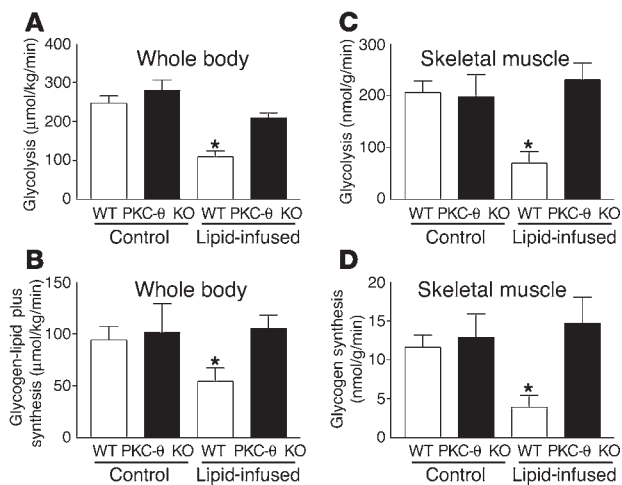 A
Whole body
Glycolysis (μmol/kg/min)
400
300
200
100
0
*
WT PKC-θ KO WT PKC-θ KO
Control Lipid-infused
C
Skeletal muscle
Glycolysis (nmol/g/min)
300
200
100
0
*
WT PKC-θ KO WT PKC-θ KO
Control Lipid-infused
B
Whole body
Glycogen-lipid plus
synthesis (μmol/kg/min)
150
100
50
0
*
WT PKC-θ KO WT PKC-θ KO
Control Lipid-infused
D
Skeletal muscle
Glycogen synthesis
(nmol/g/min)
20
15
10
5
0
*
WT PKC-θ KO WT PKC-θ KO
Control Lipid-infused